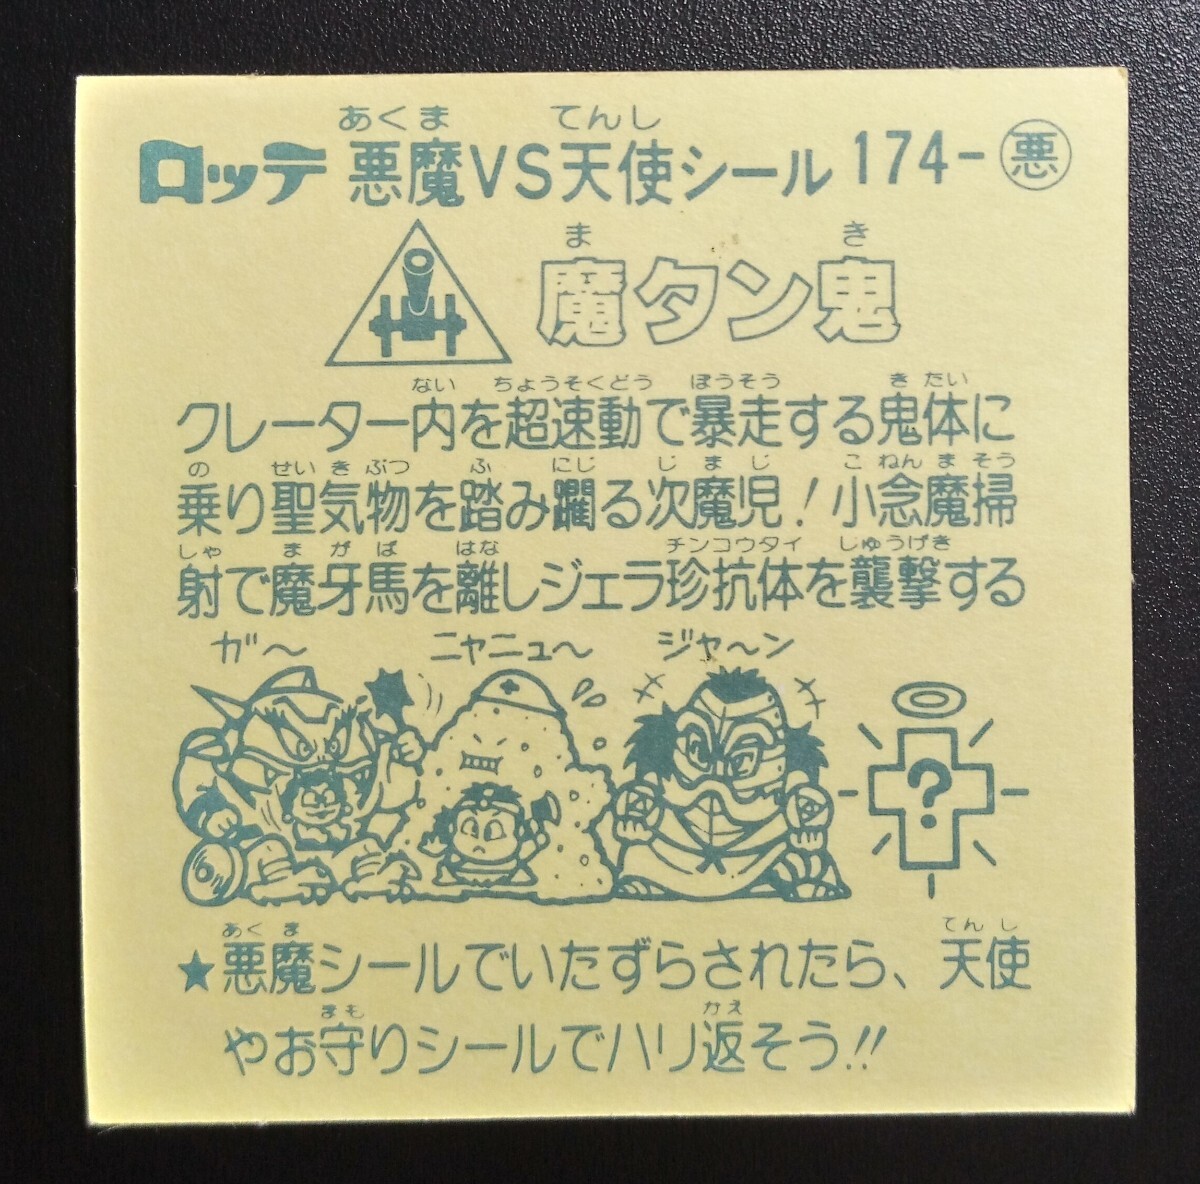 あくま てんし
ロッテ 悪魔VS天使シール 174-悪
ま き
魔タン鬼
ない ちょうそくどう ぼうそう きたい
クレーター内を超速動で暴走する鬼体に
の せいきぶつ ふ にじ じまじ こねんまそう
乗り聖気物を踏み躙る次魔児!小念魔掃
しゃ まがば はな チンコウタイ しゅうげき
射で魔牙馬を離しジェラ珍抗体を襲撃する
ガ〜 ニャニュ〜 ジャ〜ン
?
あくま てんし
★悪魔シールでいたずらされたら、天使
まも かえ
やお守りシールでハリ返そう!!